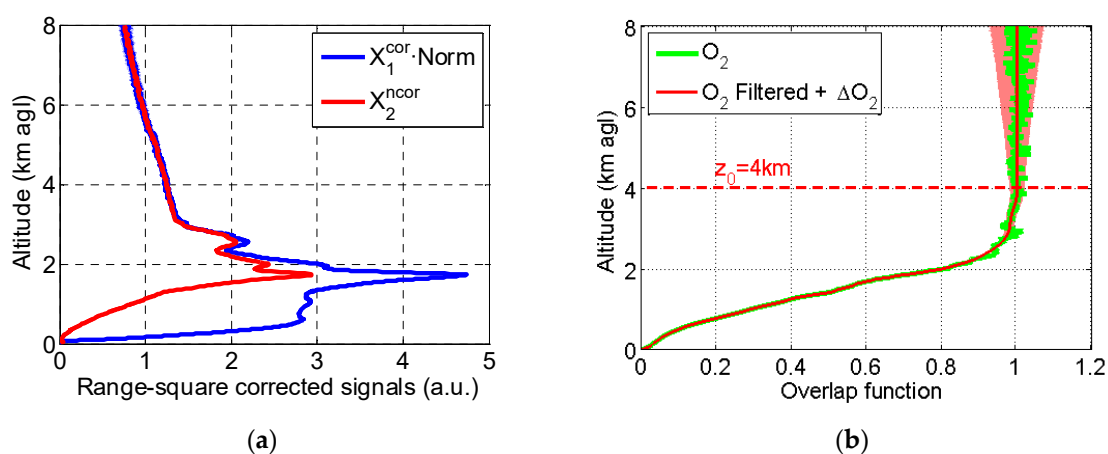 8
6
4
2
0
Altitude (km agl)
0 1 2 3 4 5
Range-square corrected signals (a.u.)
X₁ᶜᵒʳ·Norm
X₂ⁿᶜᵒʳ
(a)
8
6
4
2
0
Altitude (km agl)
0 0.2 0.4 0.6 0.8 1 1.2
Overlap function
O₂
O₂ Filtered + ΔO₂
z₀=4km
(b)